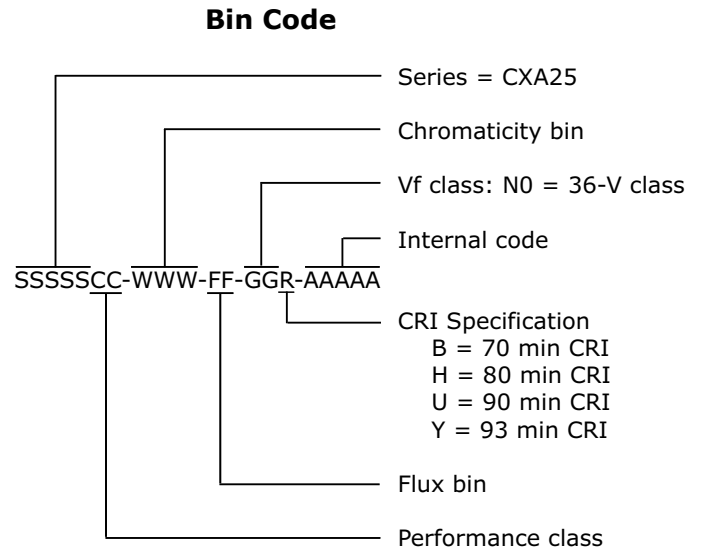 Bin Code
Series = CXA25
Chromaticity bin
Vf class: N0 = 36-V class
Internal code
SSSSSCC-WWW-FF-GGR-AAAAA
CRI Specification
B = 70 min CRI
H = 80 min CRI
U = 90 min CRI
Y = 93 min CRI
Flux bin
Performance class